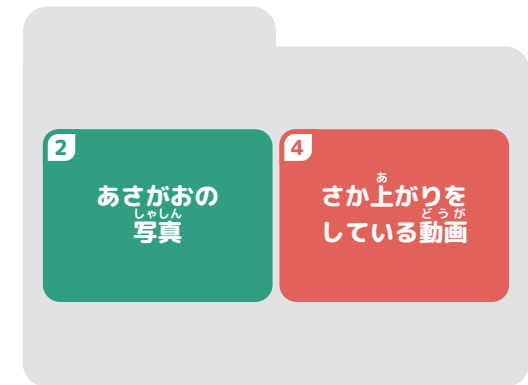 2
あさがおの
しゃしん
写真
4
あ
さか上がりを
どうが
している動画